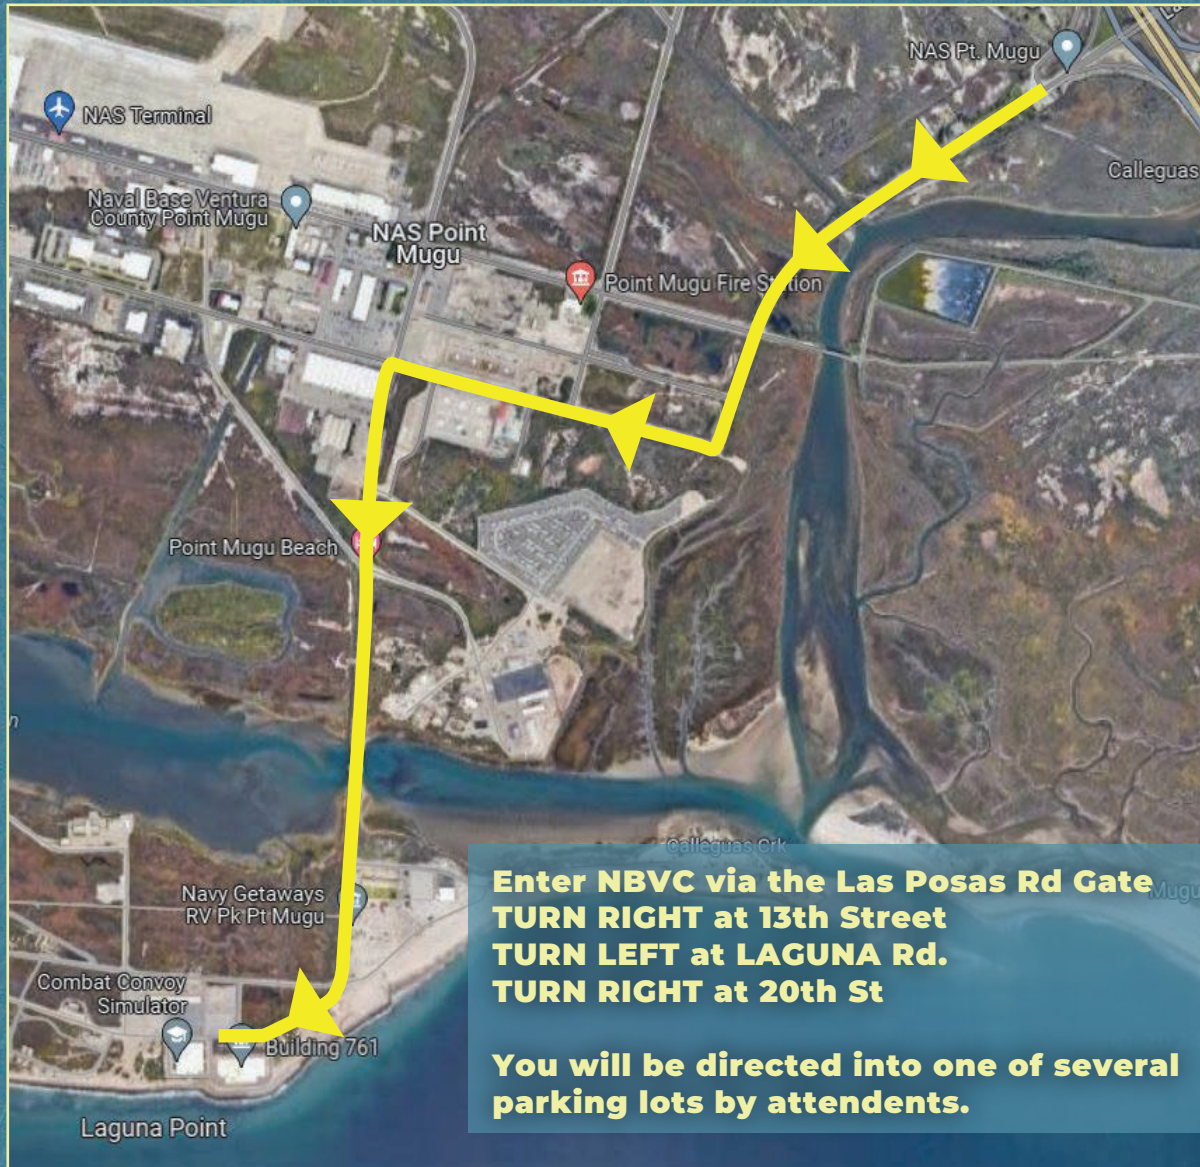 NAS Pt. Mugu
NAS Terminal
Calleguas
Naval Base Ventura
County Point Mugu
NAS Point
Mugu
Point Mugu Fire Station
Point Mugu Beach
Calleguas Crk
Navy Getaways
RV Pk Pt Mugu
Mugu
Combat Convoy
Simulator
Building 761
Laguna Point
Enter NBVC via the Las Posas Rd Gate
TURN RIGHT at 13th Street
TURN LEFT at LAGUNA Rd.
TURN RIGHT at 20th St
You will be directed into one of several
parking lots by attendents.